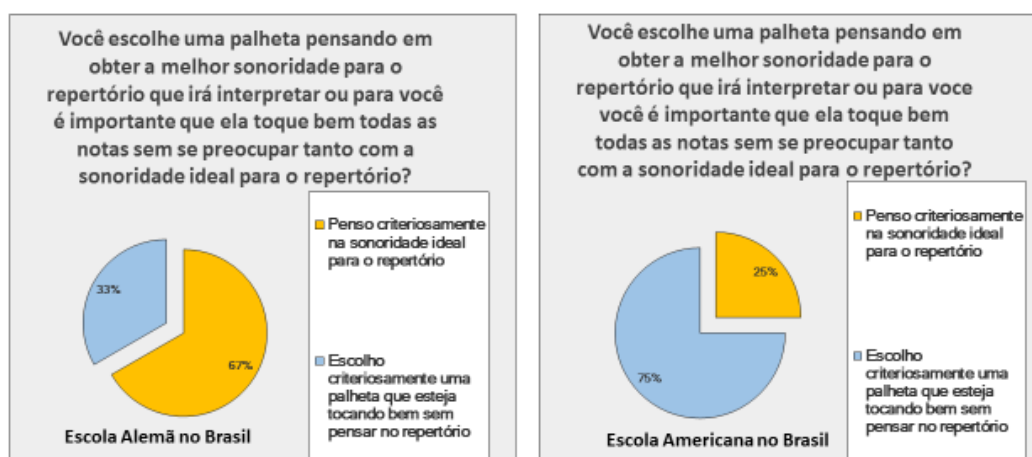 Você escolhe uma palheta pensando em
obter a melhor sonoridade para o
repertório que irá interpretar ou para você
é importante que ela toque bem todas as
notas sem se preocupar tanto com a
sonoridade ideal para o repertório?
Penso criteriosamente
na sonoridade ideal
para o repertório
33%
67%
Escolho
criteriosamente uma
palheta que esteja
tocando bem sem
pensar no repertório
Escola Alemã no Brasil
Você escolhe uma palheta pensando em
obter a melhor sonoridade para o
repertório que irá interpretar ou para voce
você é importante que ela toque bem
todas as notas sem se preocupar tanto
com a sonoridade ideal para o repertório?
Penso criteriosamente
na sonoridade ideal
para o repertório
25%
75%
Escolho
criteriosamente uma
palheta que esteja
tocando bem sem
pensar no repertório
Escola Americana no Brasil